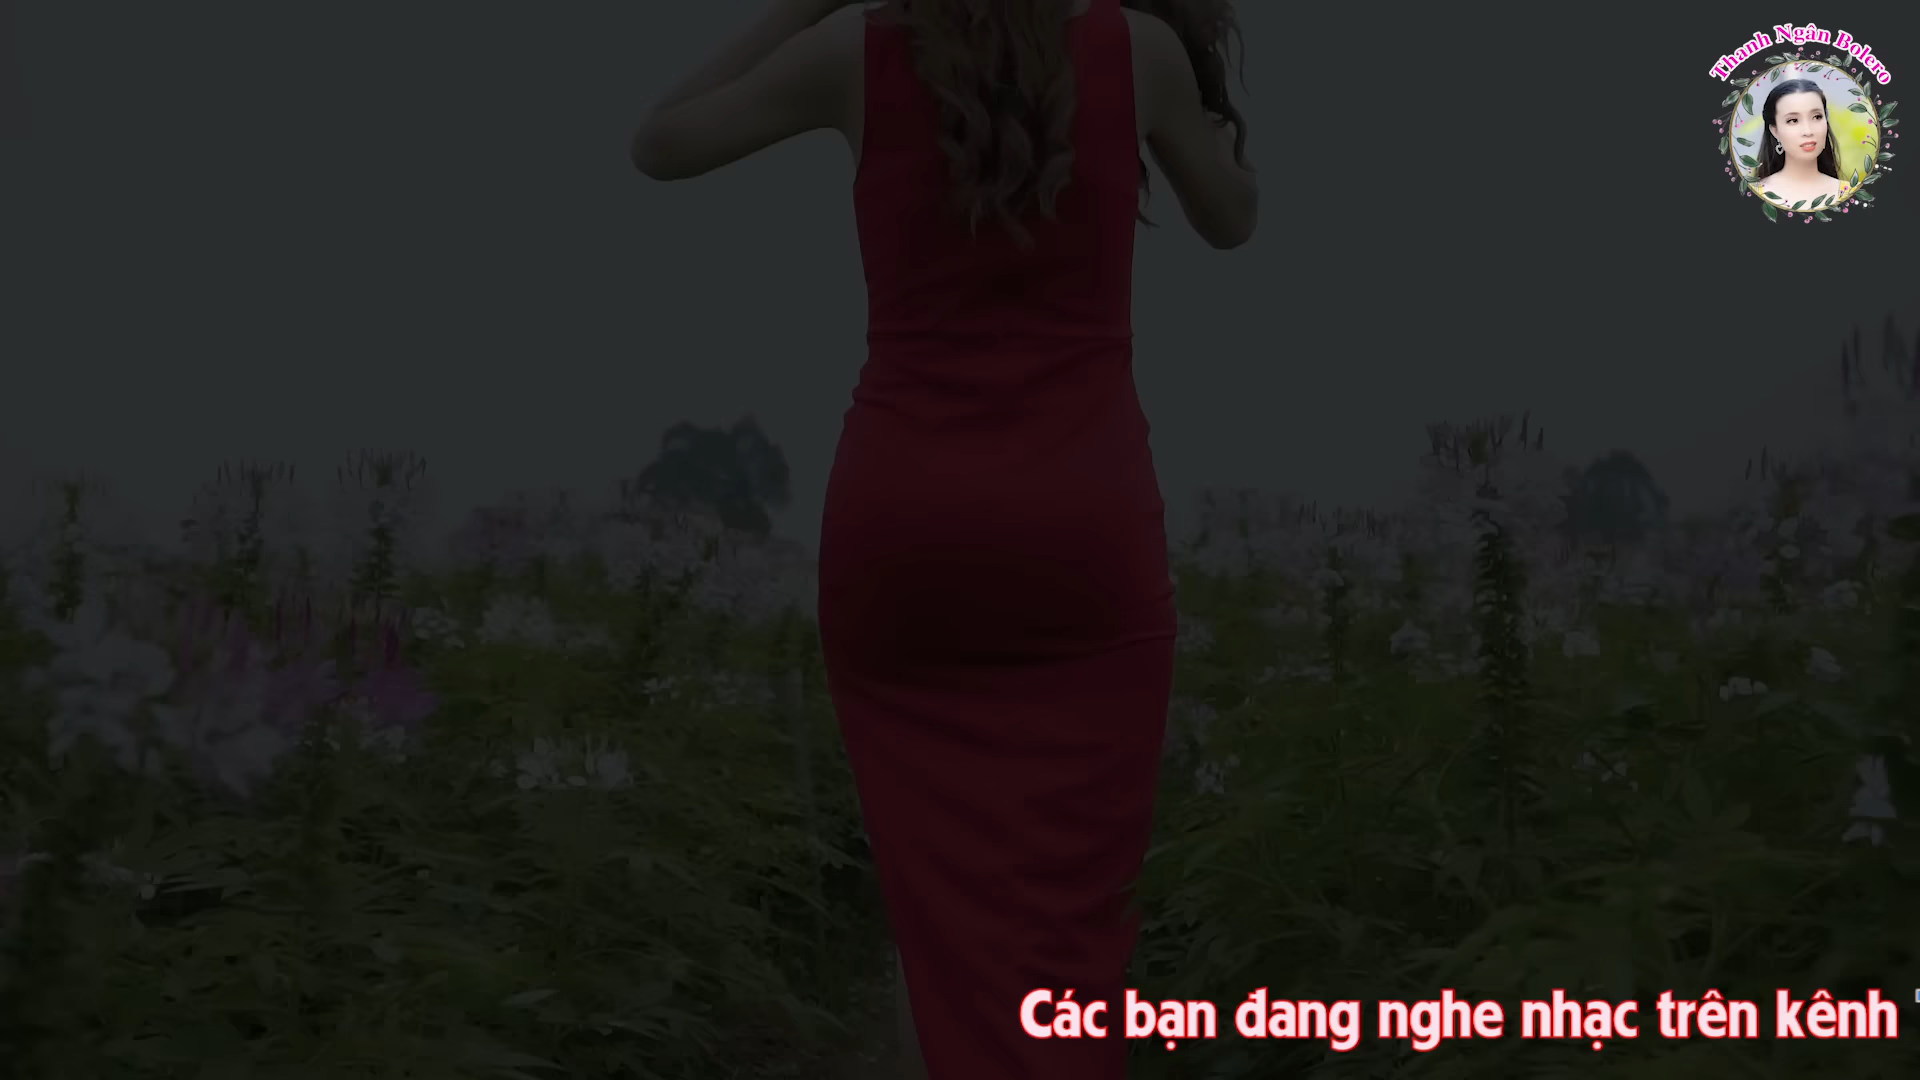 Thanh Ngân Bolero
Các bạn đang nghe nhạc trên kênh